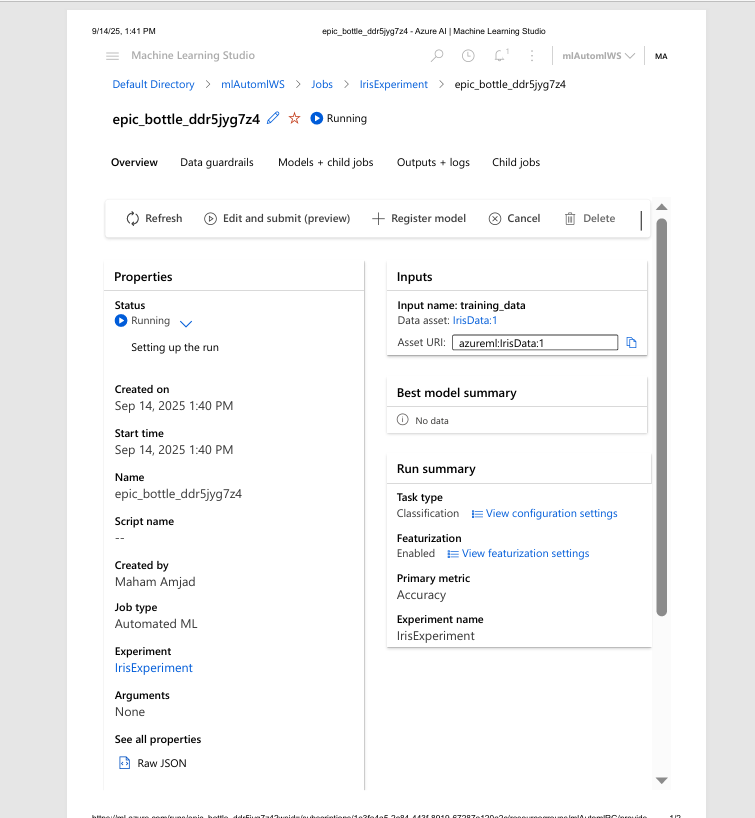 9/14/25, 1:41 PM epic_bottle_ddr5jyg7z4 - Azure AI | Machine Learning Studio
Machine Learning Studio 1 mlAutomlWS MA
Default Directory > mlAutomlWS > Jobs > IrisExperiment > epic_bottle_ddr5jyg7z4
epic_bottle_ddr5jyg7z4 Running
Overview Data guardrails Models + child jobs Outputs + logs Child jobs
Refresh Edit and submit (preview) Register model Cancel Delete
Properties
Status
Running
Setting up the run
Created on
Sep 14, 2025 1:40 PM
Start time
Sep 14, 2025 1:40 PM
Name
epic_bottle_ddr5jyg7z4
Script name
--
Created by
Maham Amjad
Job type
Automated ML
Experiment
IrisExperiment
Arguments
None
See all properties
Raw JSON
Inputs
Input name: training_data
Data asset: IrisData:1
Asset URI: azureml:IrisData:1
Best model summary
No data
Run summary
Task type
Classification View configuration settings
Featurization
Enabled View featurization settings
Primary metric
Accuracy
Experiment name
IrisExperiment